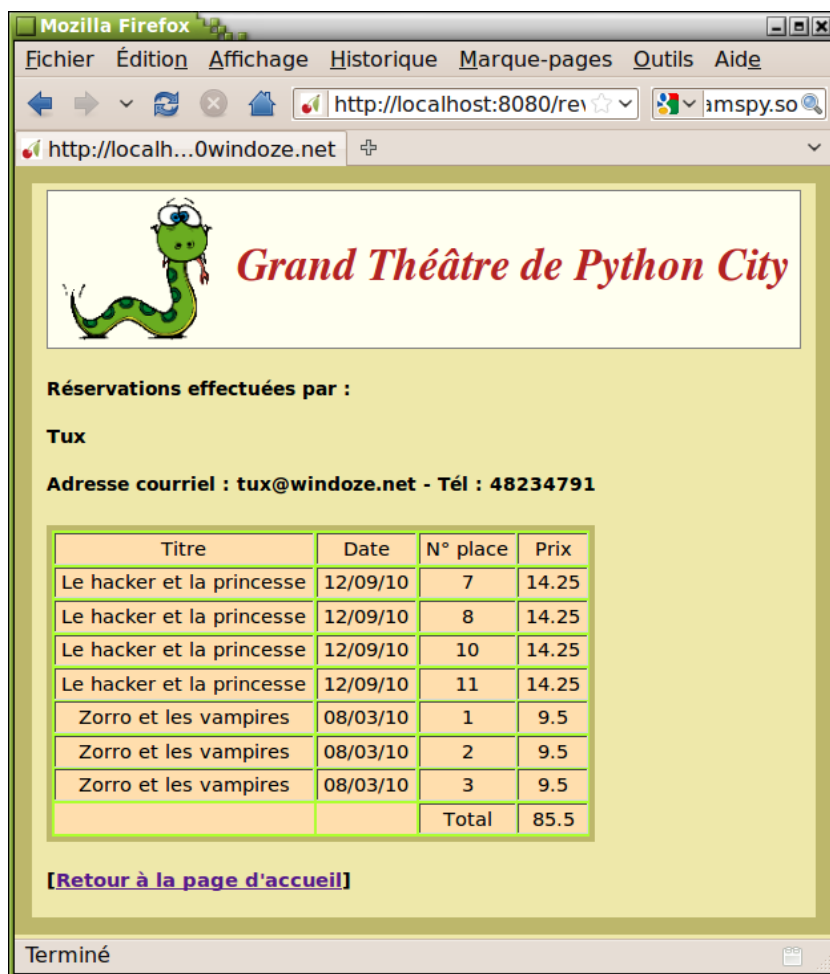 Mozilla Firefox
Fichier Édition Affichage Historique Marque-pages Outils Aide
http://localhost:8080/rev amspy.so
http://localh...0windoze.net
Grand Théâtre de Python City
Réservations effectuées par :
Tux
Adresse courriel : tux@windoze.net - Tél : 48234791
Titre Date N° place Prix
Le hacker et la princesse 12/09/10 7 14.25
Le hacker et la princesse 12/09/10 8 14.25
Le hacker et la princesse 12/09/10 10 14.25
Le hacker et la princesse 12/09/10 11 14.25
Zorro et les vampires 08/03/10 1 9.5
Zorro et les vampires 08/03/10 2 9.5
Zorro et les vampires 08/03/10 3 9.5
Total 85.5
[Retour à la page d'accueil]
Terminé